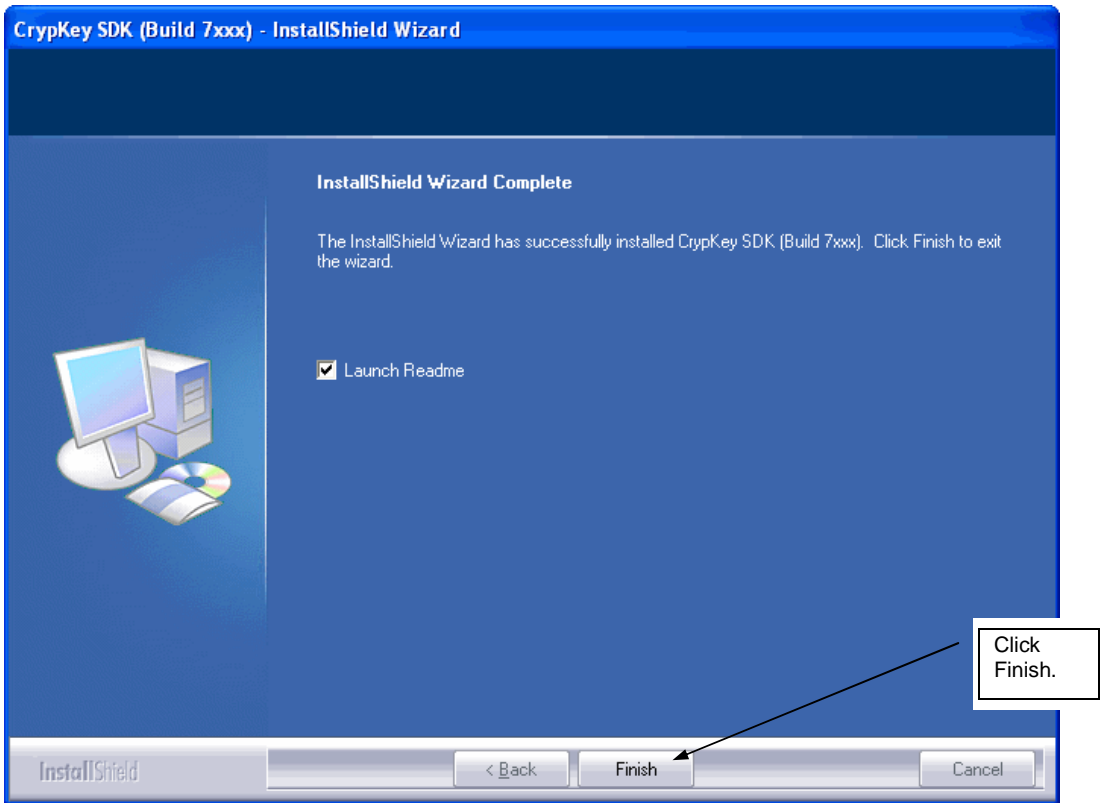 CrypKey SDK (Build 7xxx) - InstallShield Wizard
InstallShield Wizard Complete
The InstallShield Wizard has successfully installed CrypKey SDK (Build 7xxx). Click Finish to exit
the wizard.
Launch Readme
Click
Finish.
InstallShield
< Back
Finish
Cancel